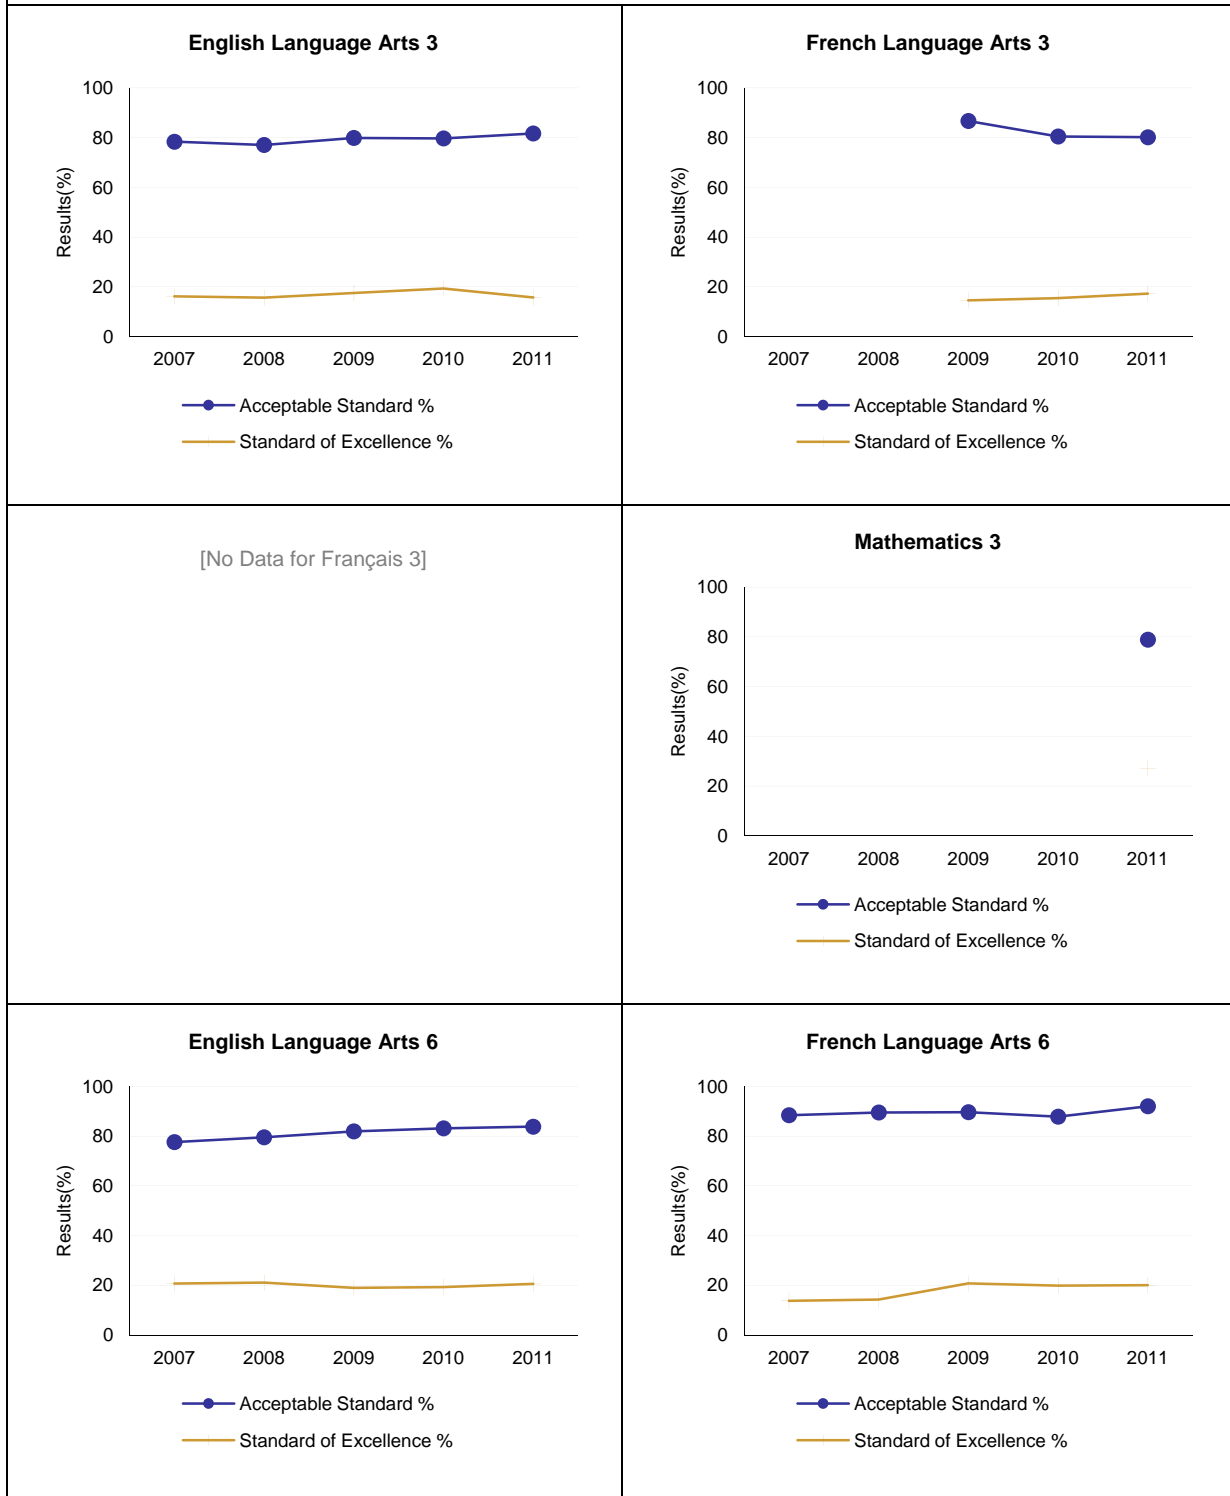 English Language Arts 3
100
80
60
40
20
0
Results(%)
2007 2008 2009 2010 2011
Acceptable Standard %
Standard of Excellence %
French Language Arts 3
100
80
60
40
20
0
Results(%)
2007 2008 2009 2010 2011
Acceptable Standard %
Standard of Excellence %
[No Data for Français 3]
Mathematics 3
100
80
60
40
20
0
Results(%)
2007 2008 2009 2010 2011
Acceptable Standard %
Standard of Excellence %
English Language Arts 6
100
80
60
40
20
0
Results(%)
2007 2008 2009 2010 2011
Acceptable Standard %
Standard of Excellence %
French Language Arts 6
100
80
60
40
20
0
Results(%)
2007 2008 2009 2010 2011
Acceptable Standard %
Standard of Excellence %